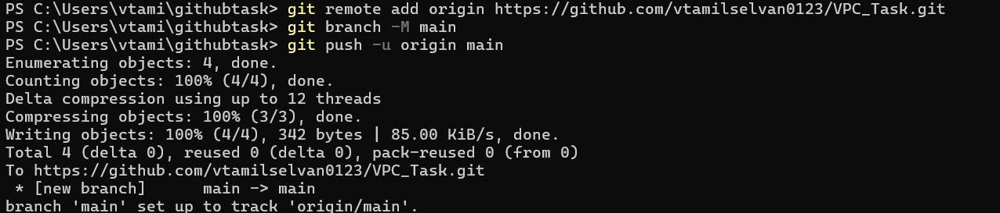 PS C:\Users\vtami\githubtask> git remote add origin https://github.com/vtamilselvan0123/VPC_Task.git
PS C:\Users\vtami\githubtask> git branch -M main
PS C:\Users\vtami\githubtask> git push -u origin main
Enumerating objects: 4, done.
Counting objects: 100% (4/4), done.
Delta compression using up to 12 threads
Compressing objects: 100% (3/3), done.
Writing objects: 100% (4/4), 342 bytes | 85.00 KiB/s, done.
Total 4 (delta 0), reused 0 (delta 0), pack-reused 0 (from 0)
To https://github.com/vtamilselvan0123/VPC_Task.git
 * [new branch]      main -> main
branch 'main' set up to track 'origin/main'.